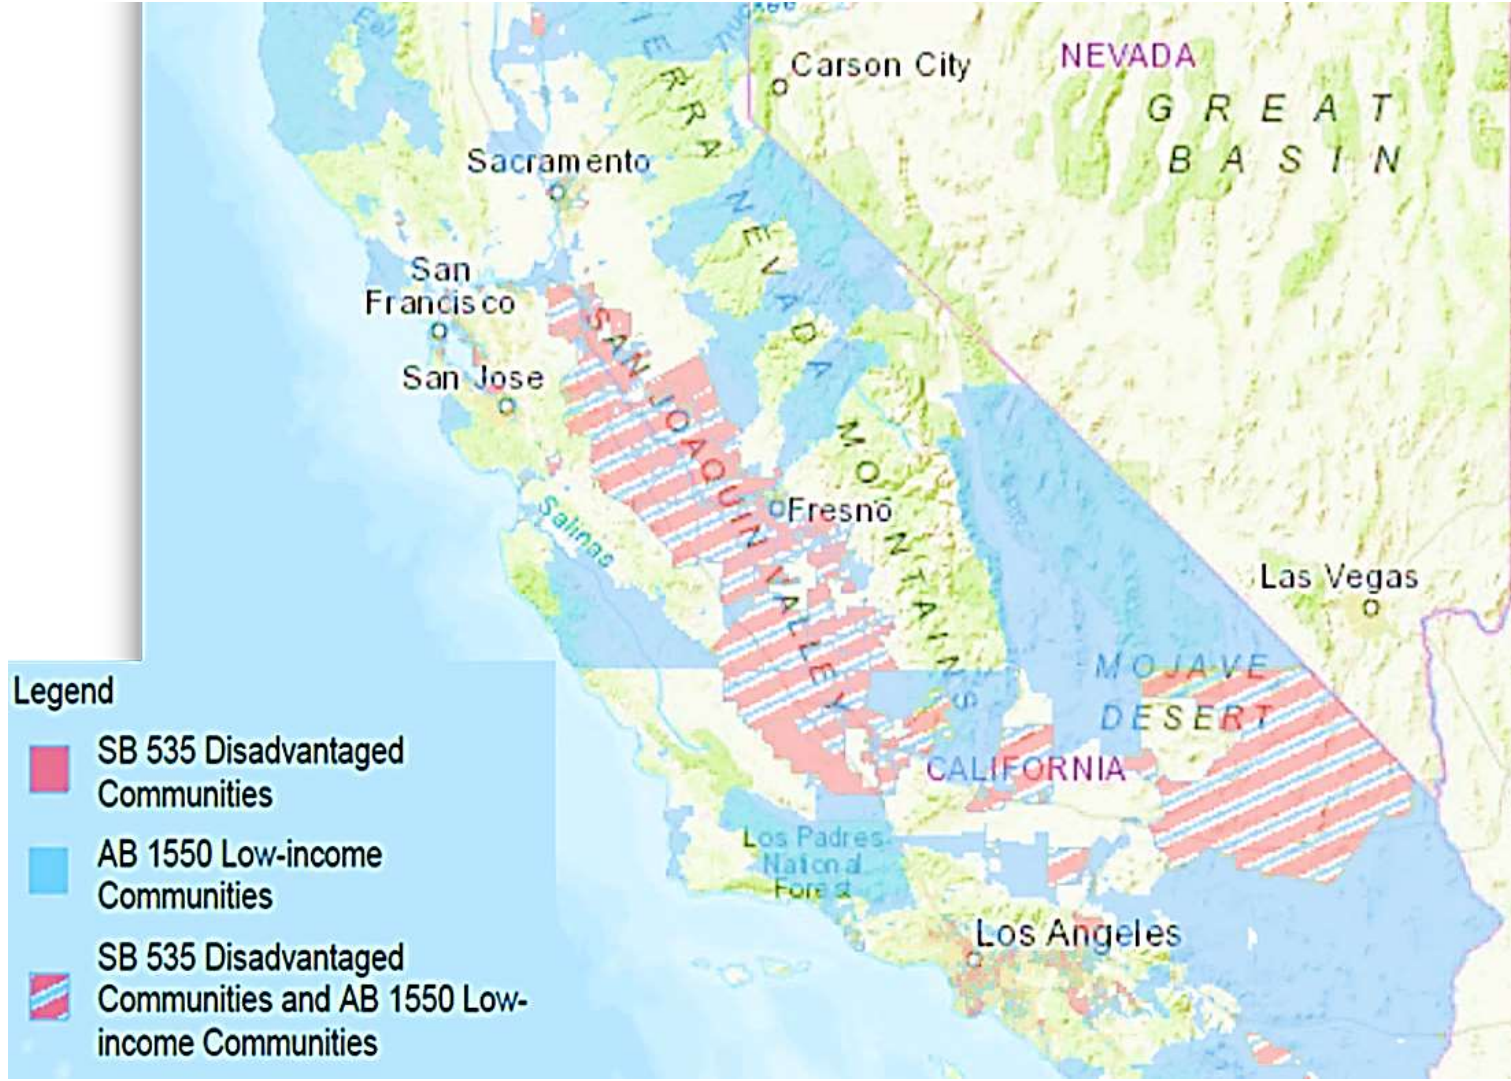 Carson City
NEVADA
GREAT
BASIN
SIERRA NEVADA MOUNTAINS
Eel
Sacramento
San
Francisco
San Jose
SAN JOAQUIN VALLEY
Fresno
Salinas
Las Vegas
MOJAVE
DESERT
CALIFORNIA
Los Padres
National
Forest
Los Angeles
Legend
SB 535 Disadvantaged
Communities
AB 1550 Low-income
Communities
SB 535 Disadvantaged
Communities and AB 1550 Low-
income Communities